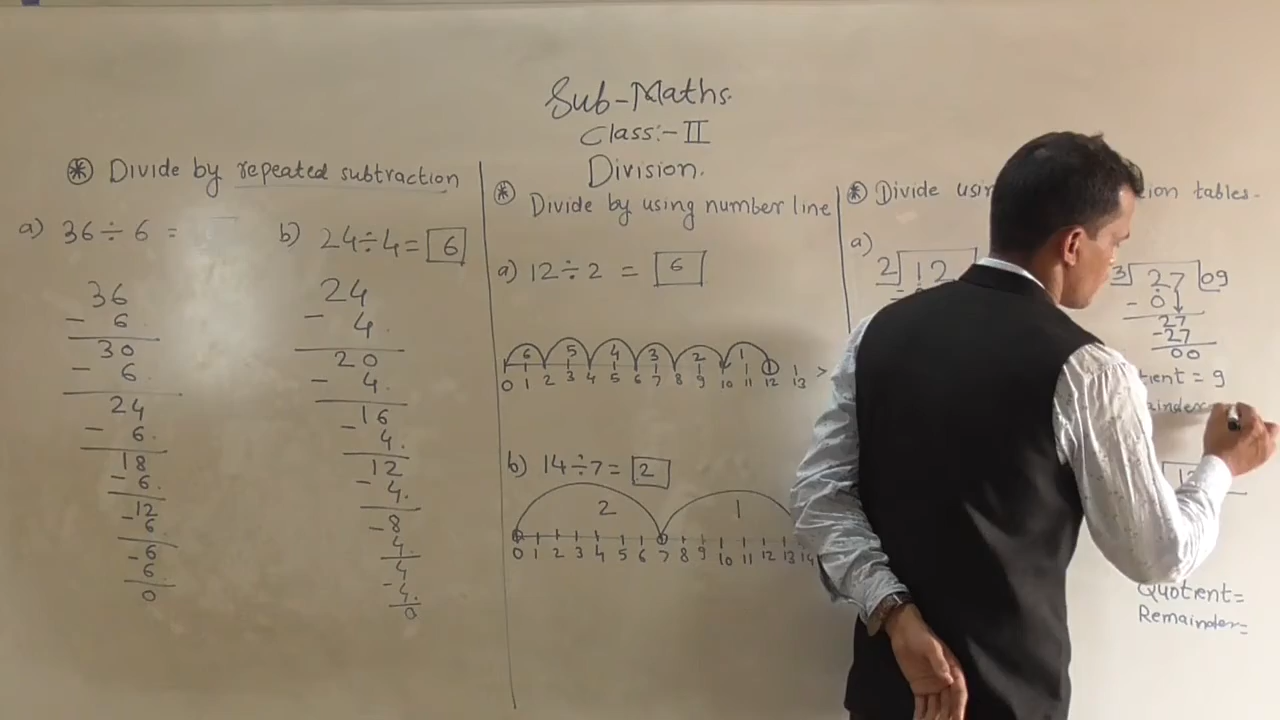 Sub-Maths.
Class:- II
Division.
⊛ Divide by repeated subtraction
a) 36 ÷ 6 =
36
- 6.
30
- 6.
24
- 6.
18
- 6.
-12
6.
-6
6.
0
b) 24÷4= 6
24
- 4.
20
- 4.
-16
4.
12
- 4.
-8
4.
4
-4.
0
⊛ Divide by using number line
a) 12 ÷ 2 = 6
6 5 4 3 2 1
0 1 2 3 4 5 6 7 8 9 10 11 12 13
b) 14÷7= 2
2 1
0 1 2 3 4 5 6 7 8 9 10 11 12 13 14
⊛ Divide tables-
a)
2 12
3 27 09
- 0
27
-27
00
= 9
Quotient=
Remainder=